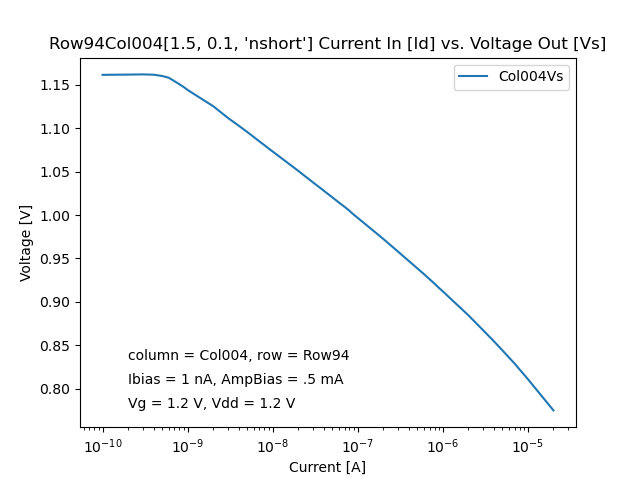 Row94Col004[1.5, 0.1, 'nshort'] Current In [Id] vs. Voltage Out [Vs]
Col004Vs
1.15
1.10
1.05
1.00
0.95
0.90
0.85
0.80
Voltage [V]
column = Col004, row = Row94
Ibias = 1 nA, AmpBias = .5 mA
Vg = 1.2 V, Vdd = 1.2 V
10⁻¹⁰ 10⁻⁹ 10⁻⁸ 10⁻⁷ 10⁻⁶ 10⁻⁵
Current [A]